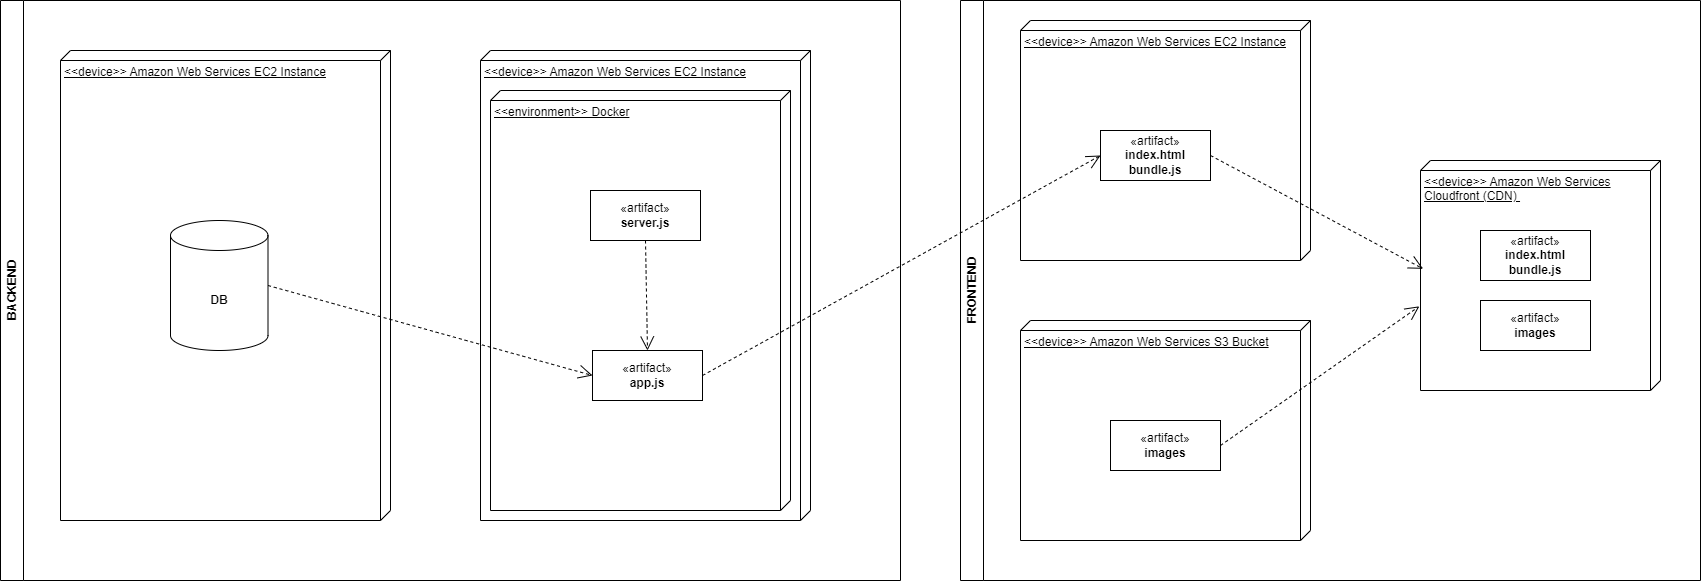 BACKEND
<<device>> Amazon Web Services EC2 Instance
DB
<<device>> Amazon Web Services EC2 Instance
<<environment>> Docker
«artifact»
server.js
«artifact»
app.js
FRONTEND
<<device>> Amazon Web Services EC2 Instance
«artifact»
index.html
bundle.js
<<device>> Amazon Web Services S3 Bucket
«artifact»
images
<<device>> Amazon Web Services
Cloudfront (CDN)
«artifact»
index.html
bundle.js
«artifact»
images